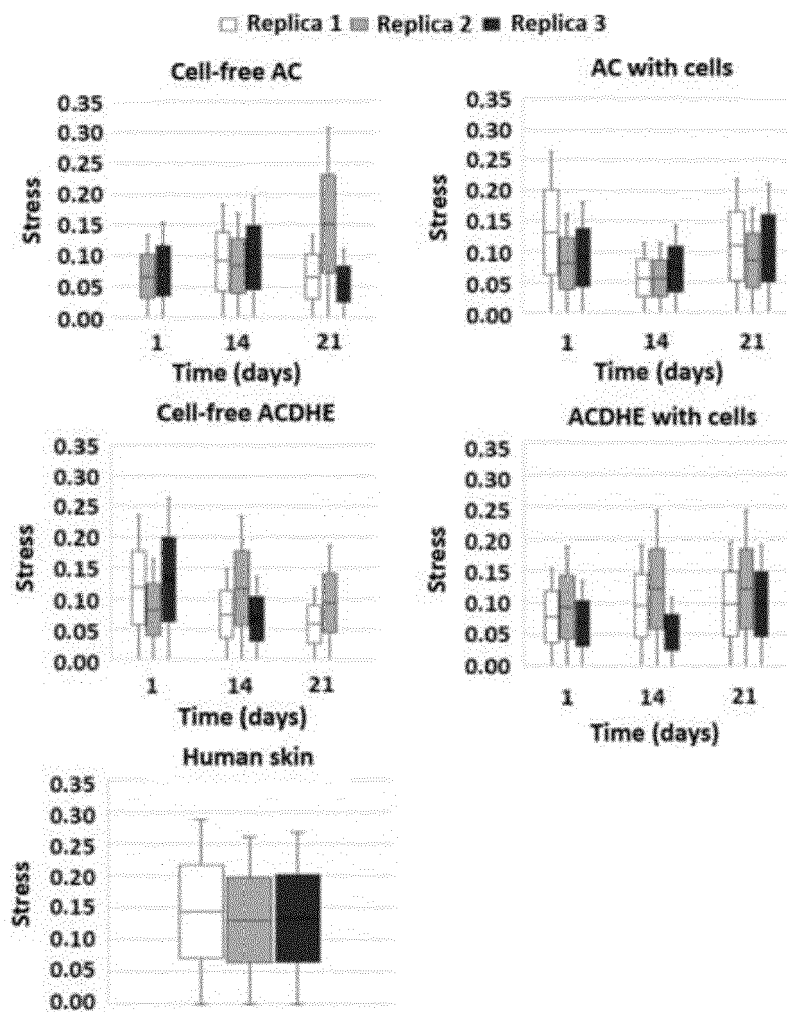 Replica 1 Replica 2 Replica 3
Cell-free AC
0.35
0.30
0.25
0.20
0.15
0.10
0.05
0.00
Stress
1 14 21
Time (days)
AC with cells
0.35
0.30
0.25
0.20
0.15
0.10
0.05
0.00
Stress
1 14 21
Time (days)
Cell-free ACDHE
0.35
0.30
0.25
0.20
0.15
0.10
0.05
0.00
Stress
1 14 21
Time (days)
ACDHE with cells
0.35
0.30
0.25
0.20
0.15
0.10
0.05
0.00
Stress
1 14 21
Time (days)
Human skin
0.35
0.30
0.25
0.20
0.15
0.10
0.05
0.00
Stress